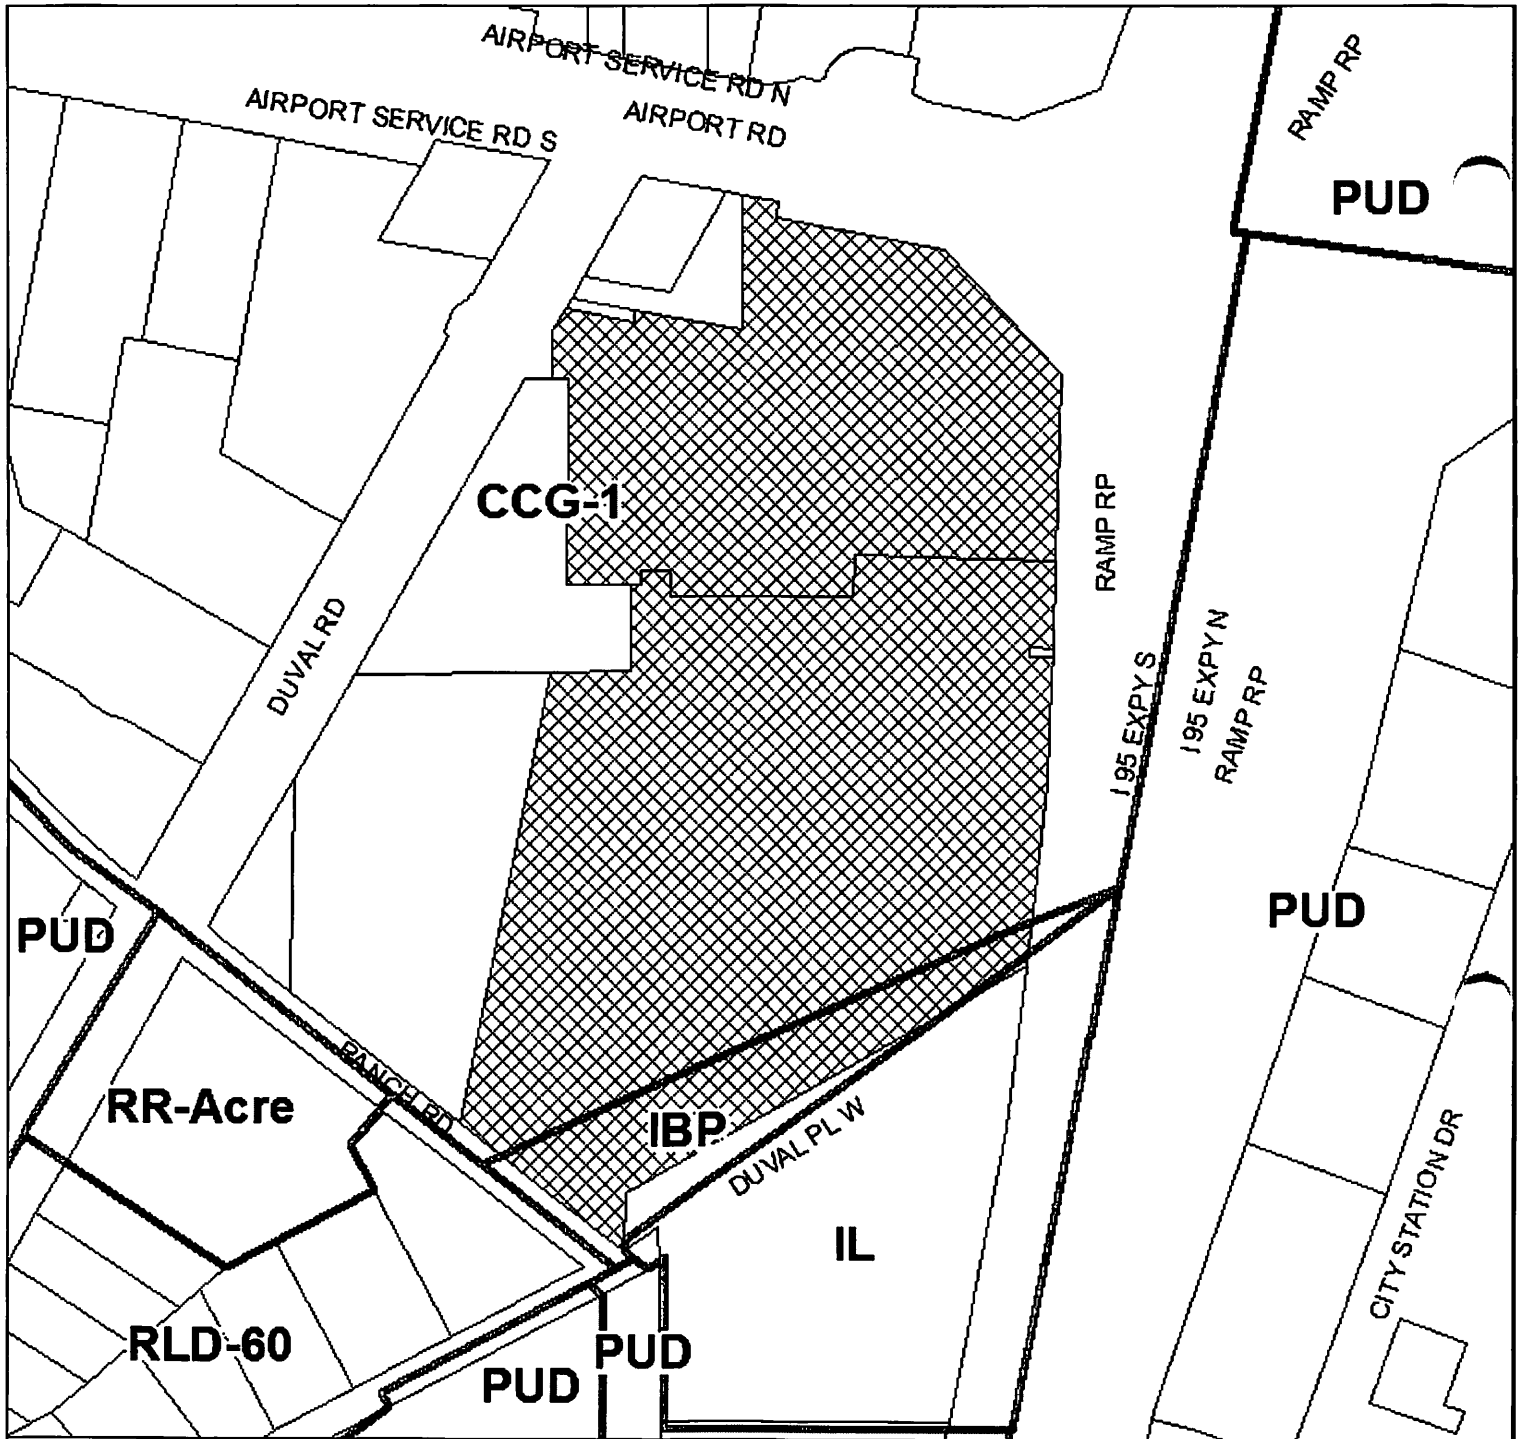 AIRPORT SERVICE RD N
AIRPORT SERVICE RD S
AIRPORT RD
RAMP RP
PUD
CCG-1
RAMP RP
DUVAL RD
I 95 EXPY S
I 95 EXPY N
RAMP RP
PUD
PUD
RANCH RD
RR-Acre
IBP
DUVAL PL W
CITY STATION DR
IL
RLD-60
PUD
PUD